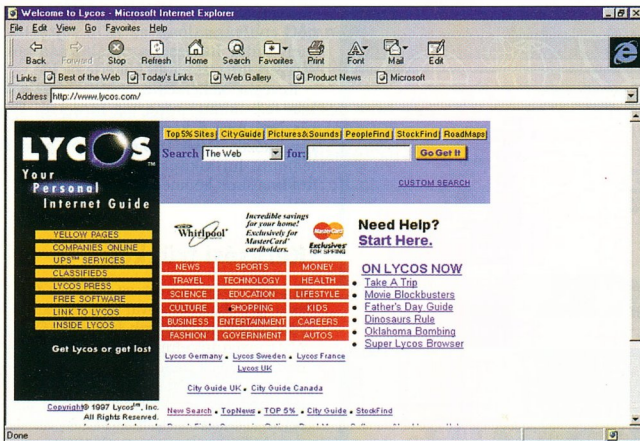 Welcome to Lycos - Microsoft Internet Explorer
File Edit View Go Favorites Help
Back Forward Stop Refresh Home Search Favorites Print Font Mail Edit
Links Best of the Web Today's Links Web Gallery Product News Microsoft
Address http://www.lycos.com/
LYCOS™
Your
Personal
Internet Guide
YELLOW PAGES
COMPANIES ONLINE
UPS℠ SERVICES
CLASSIFIEDS
LYCOS PRESS
FREE SOFTWARE
LINK TO LYCOS
INSIDE LYCOS
Get Lycos or get lost
Copyright© 1997 Lycos™, Inc.
All Rights Reserved.
Top 5% Sites CityGuide Pictures&Sounds PeopleFind StockFind RoadMaps
Search The Web for: Go Get It
CUSTOM SEARCH
Whirlpool
Incredible savings
for your home!
Exclusively for
MasterCard
cardholders.
MasterCard
Exclusives
FOR SPRING
Need Help?
Start Here.
NEWS SPORTS MONEY
TRAVEL TECHNOLOGY HEALTH
SCIENCE EDUCATION LIFESTYLE
CULTURE SHOPPING KIDS
BUSINESS ENTERTAINMENT CAREERS
FASHION GOVERNMENT AUTOS
ON LYCOS NOW
Take A Trip
Movie Blockbusters
Father's Day Guide
Dinosaurs Rule
Oklahoma Bombing
Super Lycos Browser
Lycos Germany • Lycos Sweden • Lycos France
Lycos UK
City Guide UK • City Guide Canada
New Search • TopNews • TOP 5% • City Guide • StockFind
Done